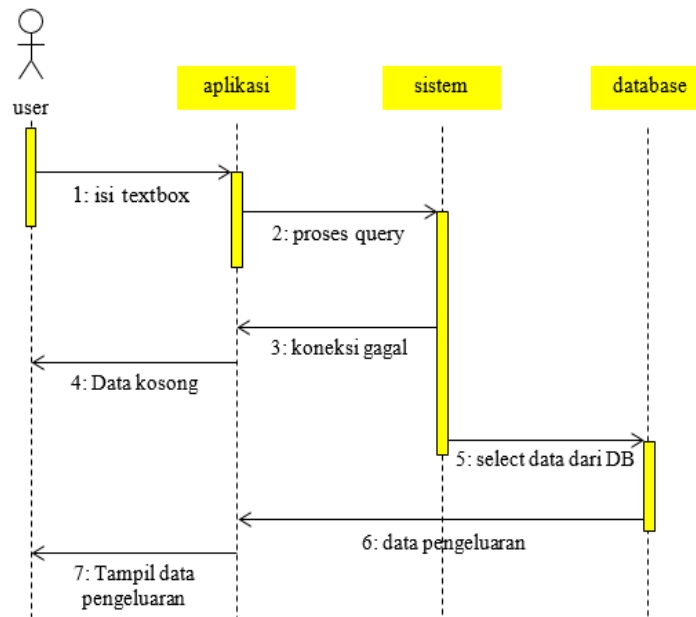 user
aplikasi
sistem
database
1: isi textbox
2: proses query
3: koneksi gagal
4: Data kosong
5: select data dari DB
6: data pengeluaran
7: Tampil data
pengeluaran